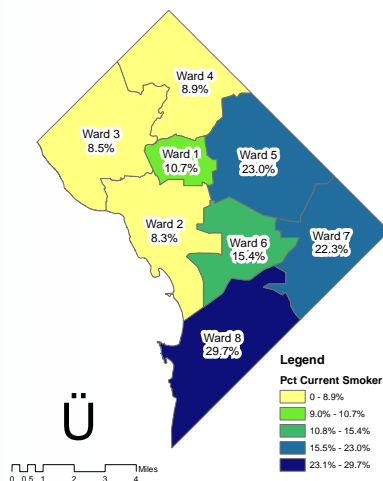 Ward 4
8.9%
Ward 3
8.5%
Ward 1
10.7%
Ward 5
23.0%
Ward 2
8.3%
Ward 6
15.4%
Ward 7
22.3%
Ward 8
29.7%
Legend
Pct Current Smoker
0 - 8.9%
9.0% - 10.7%
10.8% - 15.4%
15.5% - 23.0%
23.1% - 29.7%
Ü
Miles
0 0.5 1 2 3 4